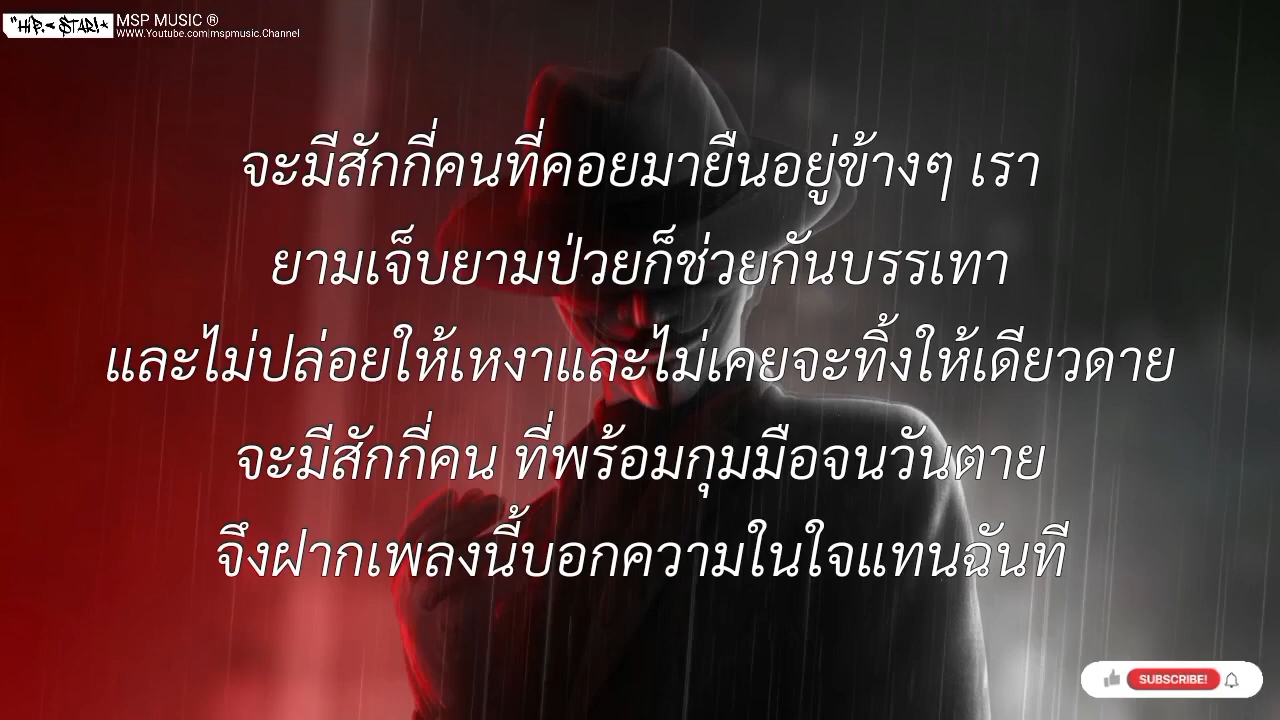 "HIP. STAR!
MSP MUSIC ®
WWW.Youtube.com|mspmusic.Channel
จะมีสักกี่คนที่คอยมายืนอยู่ข้างๆ เรา
ยามเจ็บยามป่วยก็ช่วยกันบรรเทา
และไม่ปล่อยให้เหงาและไม่เคยจะทิ้งให้เดียวดาย
จะมีสักกี่คน ที่พร้อมกุมมือจนวันตาย
จึงฝากเพลงนี้บอกความในใจแทนฉันที
SUBSCRIBE!